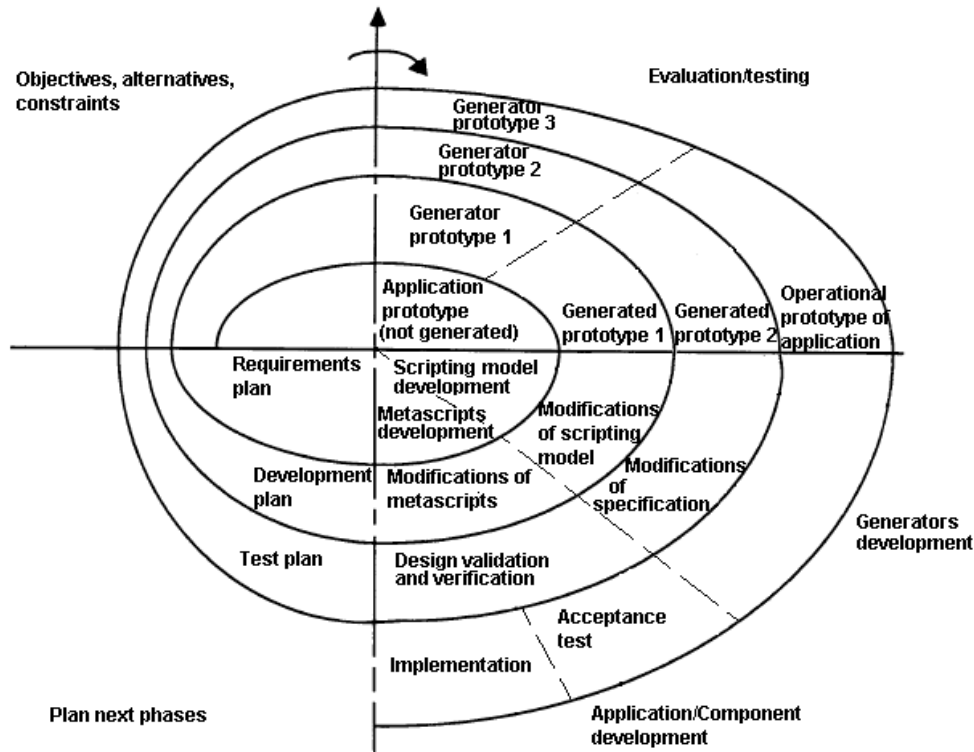 Objectives, alternatives,
constraints
Evaluation/testing
Generator
prototype 3
Generator
prototype 2
Generator
prototype 1
Application
prototype
(not generated)
Generated
prototype 1
Generated
prototype 2
Operational
prototype of
application
Requirements
plan
Scripting model
development
Metascripts
development
Modifications
of scripting
model
Modifications
of
specification
Development
plan
Modifications of
metascripts
Generators
development
Test plan
Design validation
and verification
Acceptance
test
Implementation
Plan next phases
Application/Component
development